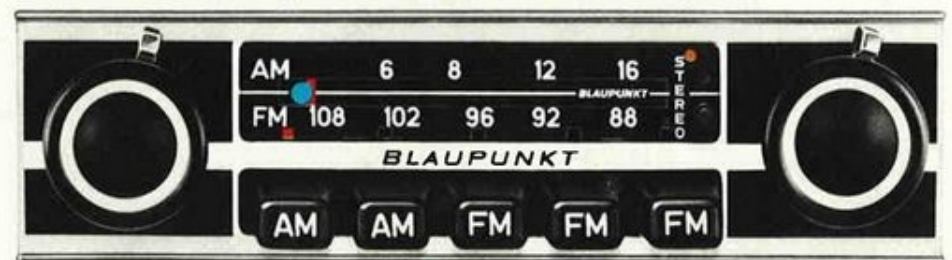 AM 6 8 12 16
STEREO
BLAUPUNKT
FM 108 102 96 92 88
BLAUPUNKT
AM AM FM FM FM